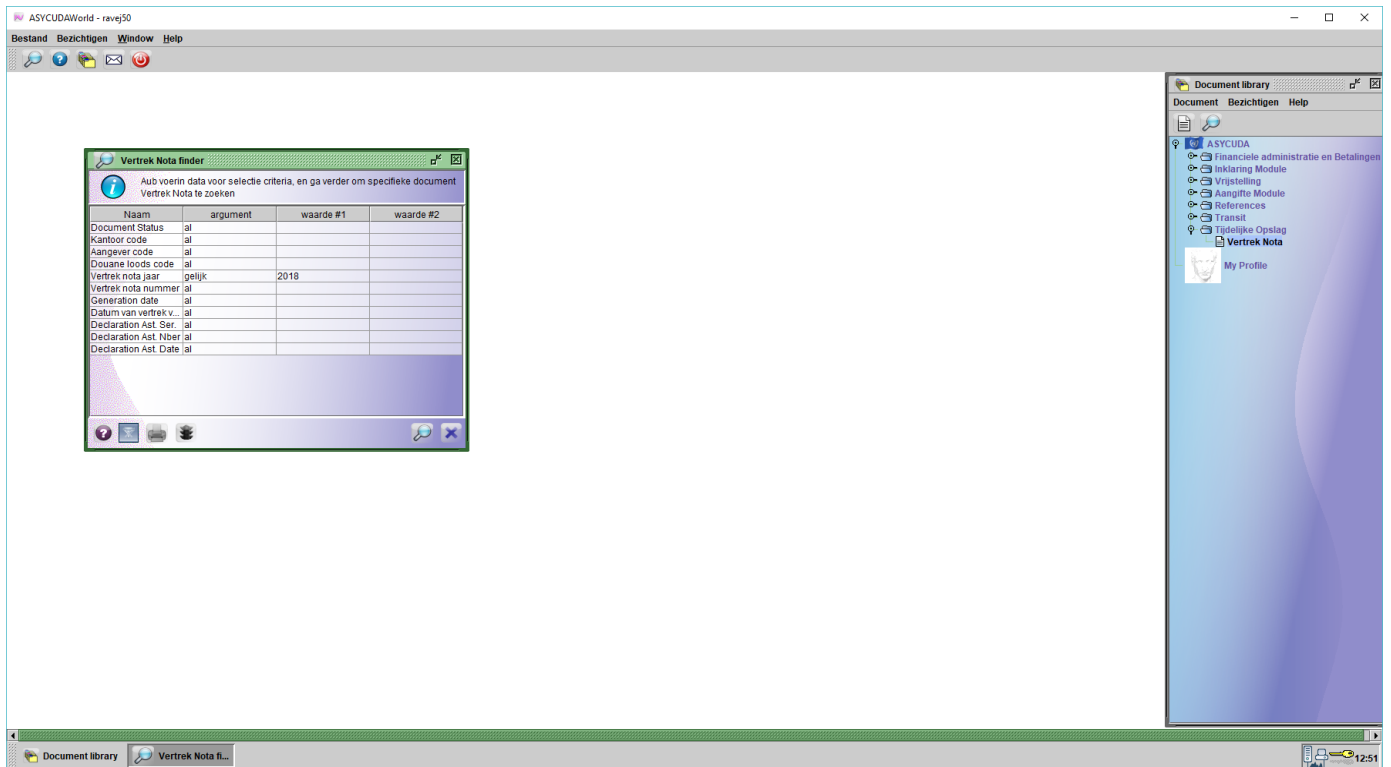 ASYCUDAWorld - ravej50
Bestand Bezichtigen Window Help
Document library
Document Bezichtigen Help
ASYCUDA
Financiele administratie en Betalingen
Inklaring Module
Vrijstelling
Aangifte Module
References
Transit
Tijdelijke Opslag
Vertrek Nota
My Profile
Vertrek Nota finder
Aub voerin data voor selectie criteria, en ga verder om specifieke document
Vertrek Nota te zoeken
Naam argument waarde #1 waarde #2
Document Status al
Kantoor code al
Aangever code al
Douane loods code al
Vertrek nota jaar gelijk 2018
Vertrek nota nummer al
Generation date al
Datum van vertrek v... al
Declaration Ast. Ser. al
Declaration Ast. Nber al
Declaration Ast. Date al
Document library Vertrek Nota fi... 12:51